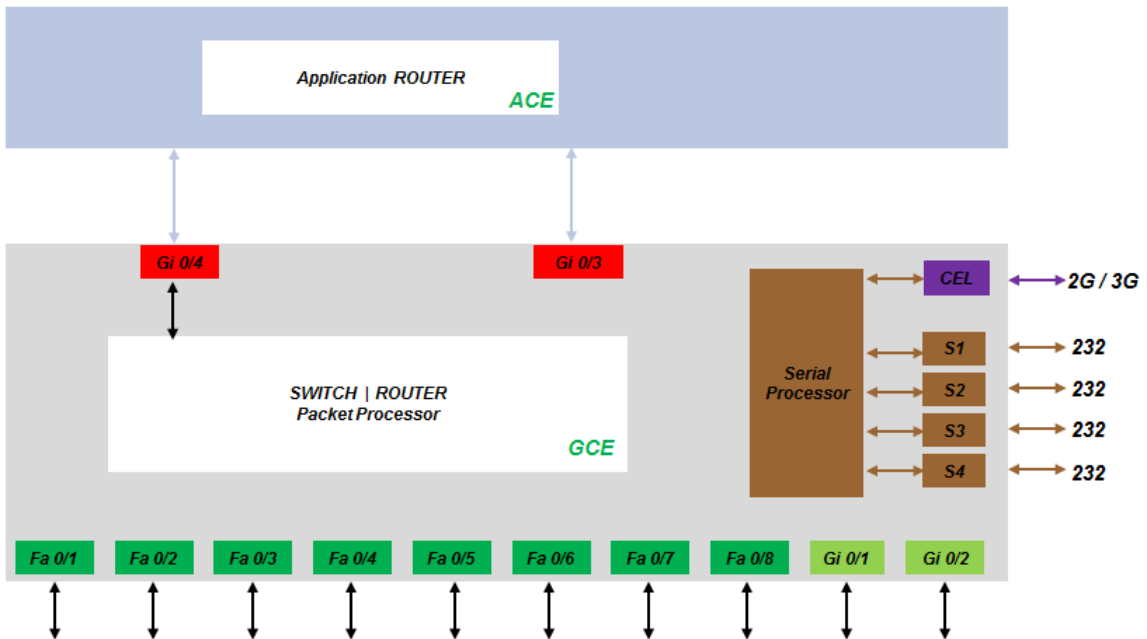 Application ROUTER
ACE
Gi 0/4
Gi 0/3
CEL
2G / 3G
S1
232
SWITCH | ROUTER
Packet Processor
GCE
Serial
Processor
S2
232
S3
232
S4
232
Fa 0/1
Fa 0/2
Fa 0/3
Fa 0/4
Fa 0/5
Fa 0/6
Fa 0/7
Fa 0/8
Gi 0/1
Gi 0/2